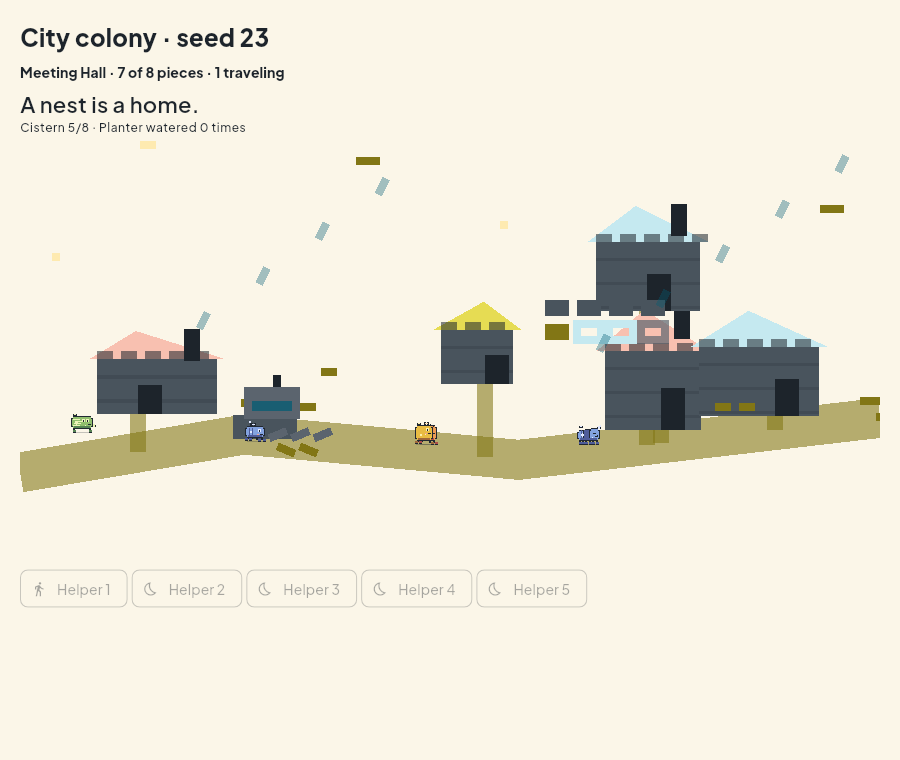 City colony · seed 23
Meeting Hall · 7 of 8 pieces · 1 traveling
A nest is a home.
Cistern 5/8 · Planter watered 0 times
Helper 1
Helper 2
Helper 3
Helper 4
Helper 5